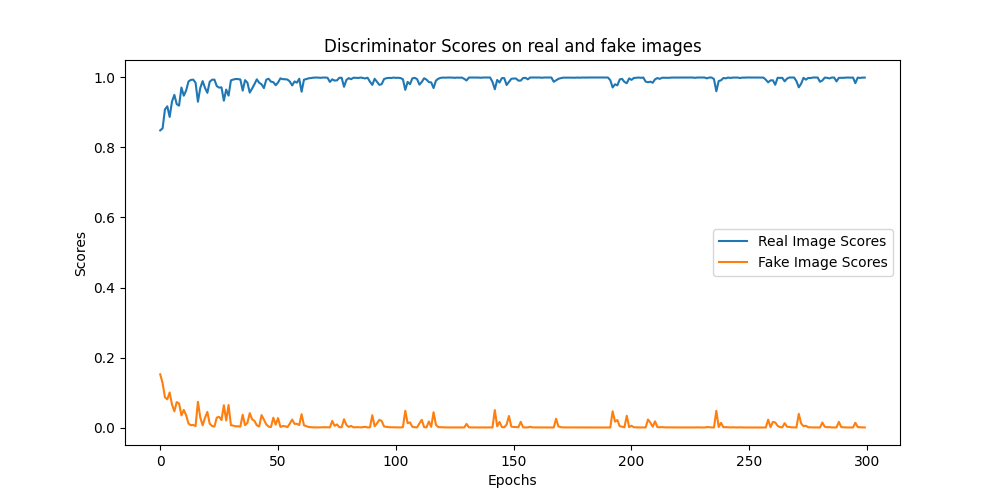 Discriminator Scores on real and fake images
1.0
0.8
0.6
0.4
0.2
0.0
Scores
Real Image Scores
Fake Image Scores
0 50 100 150 200 250 300
Epochs